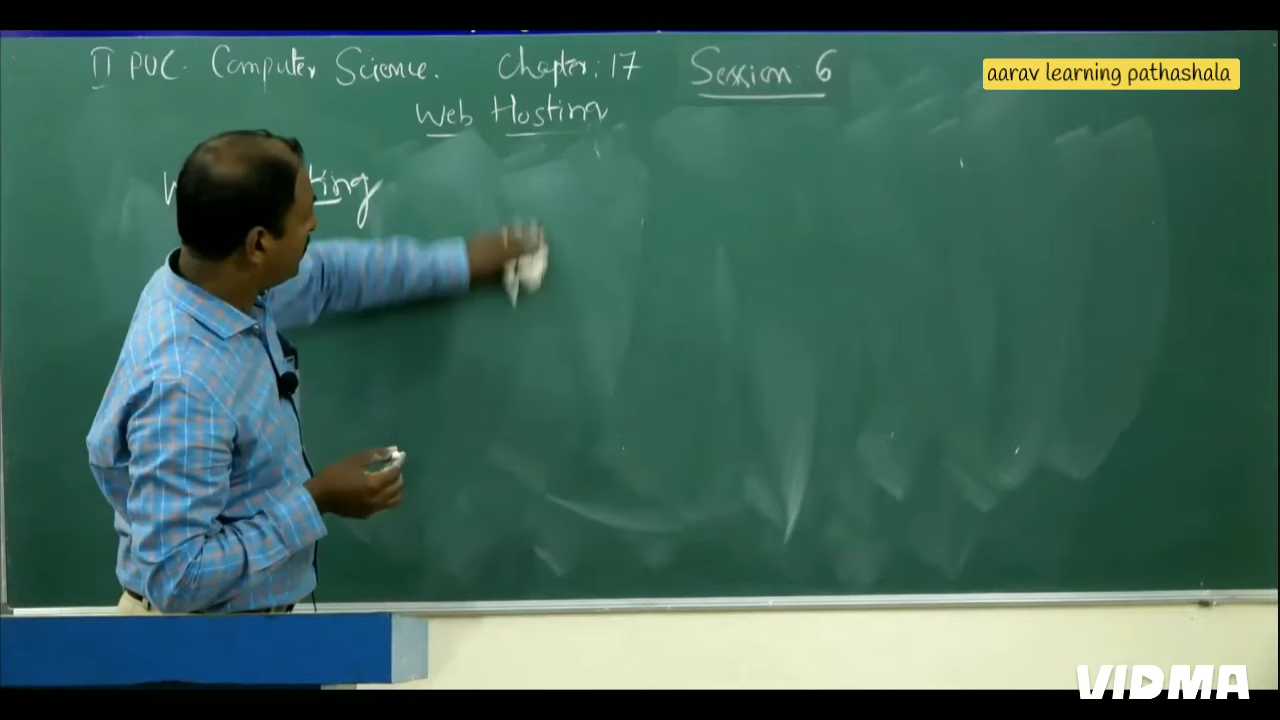 II PUC. Computer Science. Chapter: 17 Session: 6
aarav learning pathashala
Web Hosting
VIDMA